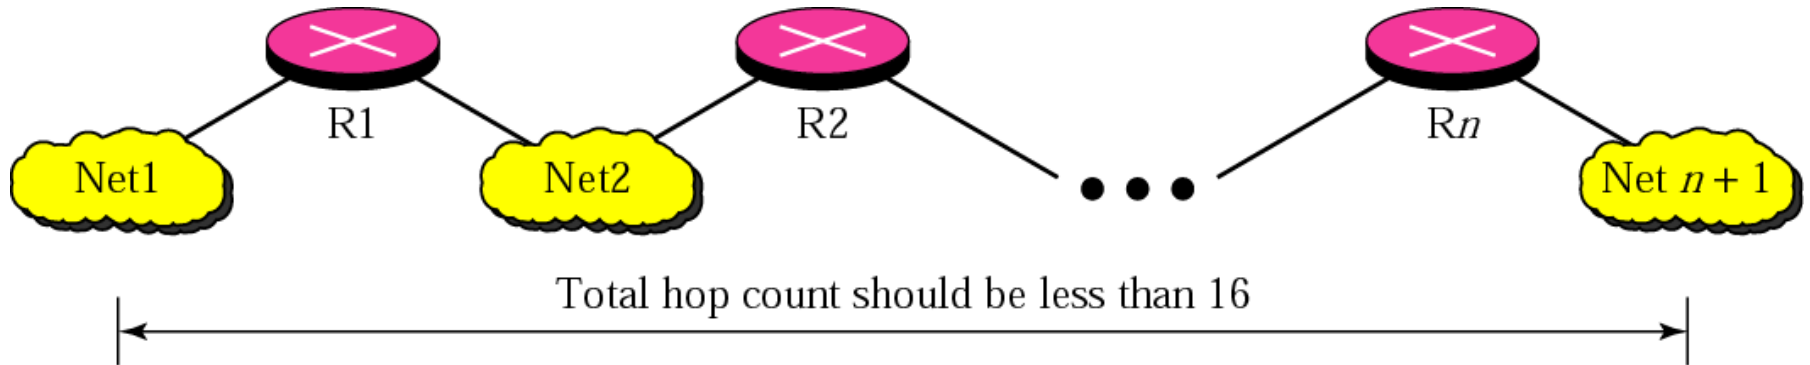 R1
R2
Rn
Net1
Net2
Net n + 1
Total hop count should be less than 16